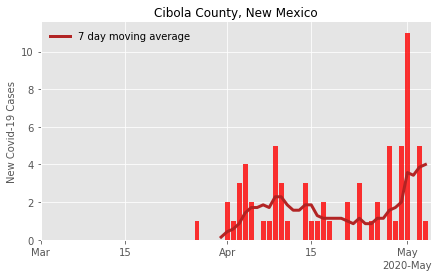 Cibola County, New Mexico
7 day moving average
New Covid-19 Cases
10
8
6
4
2
0
Mar 15 Apr 15 May
2020-May